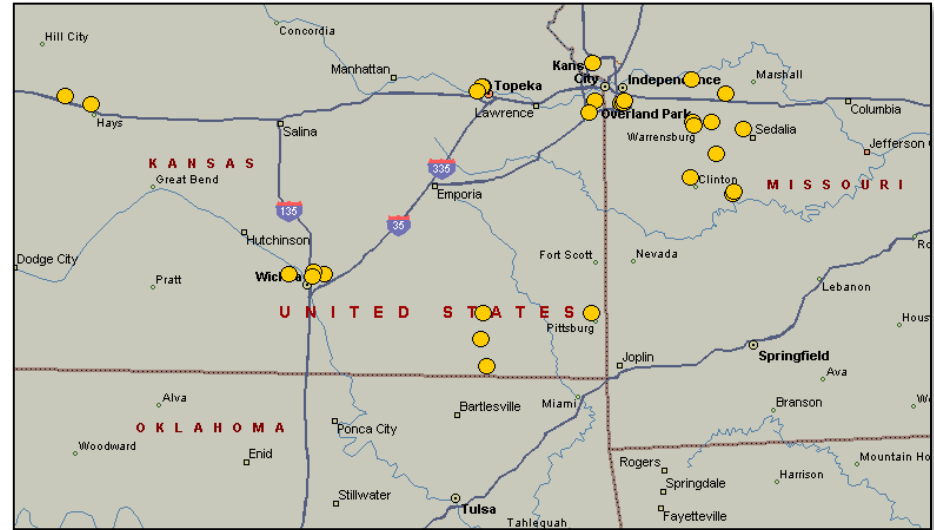 Hill City
Concordia
Manhattan
Kans
City
Independence
Marshall
Topeka
Lawrence
Columbia
Hays
Salina
Overland Park
Warrensburg
Sedalia
Jefferson
KANSAS
Great Bend
335
Emporia
Clinton
MISSOURI
135
35
Hutchinson
Dodge City
Fort Scott
Nevada
Pratt
Wich
a
Lebanon
UNITED STATES
Pittsburg
Hous
Joplin
Springfield
Ava
Alva
Bartlesville
Miami
Branson
OKLAHOMA
Ponca City
Woodward
Enid
Rogers
Mountain Ho
Springdale
Harrison
Stillwater
Tulsa
Fayetteville
Tahlequah